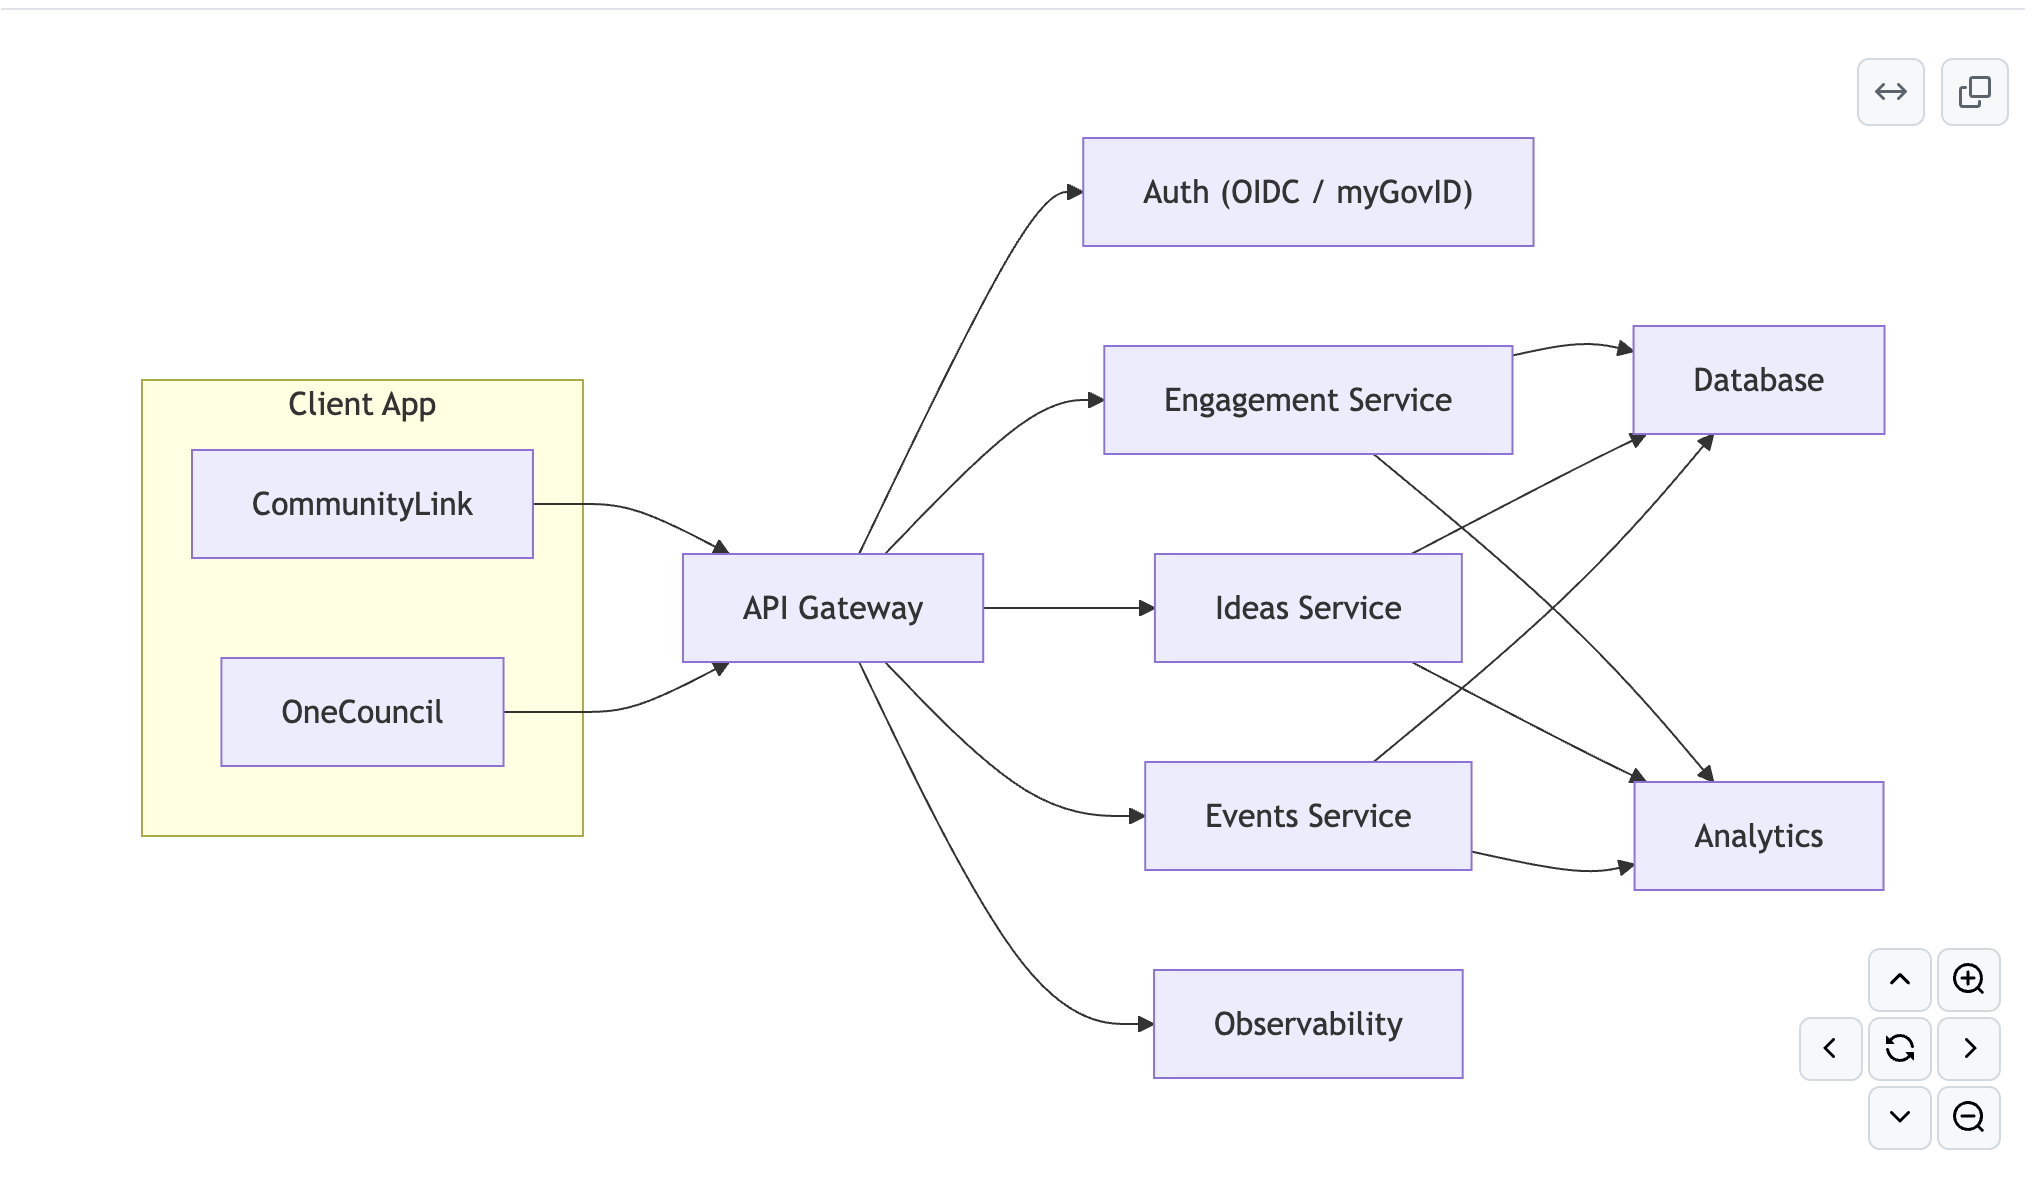 Client App
CommunityLink
OneCouncil
API Gateway
Auth (OIDC / myGovID)
Engagement Service
Ideas Service
Events Service
Observability
Database
Analytics